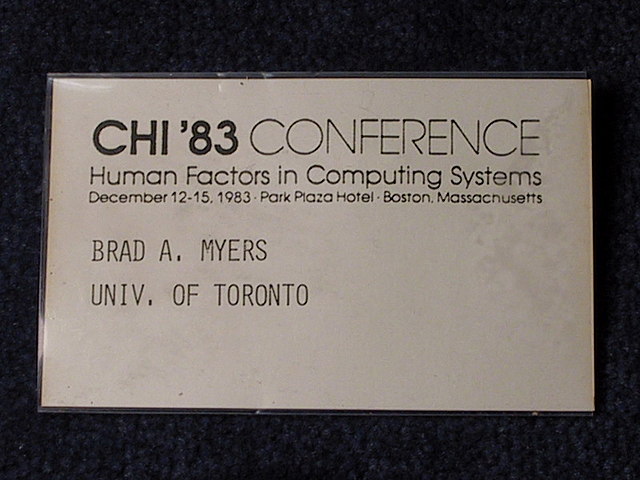 CHI '83 CONFERENCE
Human Factors in Computing Systems
December 12-15, 1983 · Park Plaza Hotel · Boston, Massachusetts
BRAD A. MYERS
UNIV. OF TORONTO